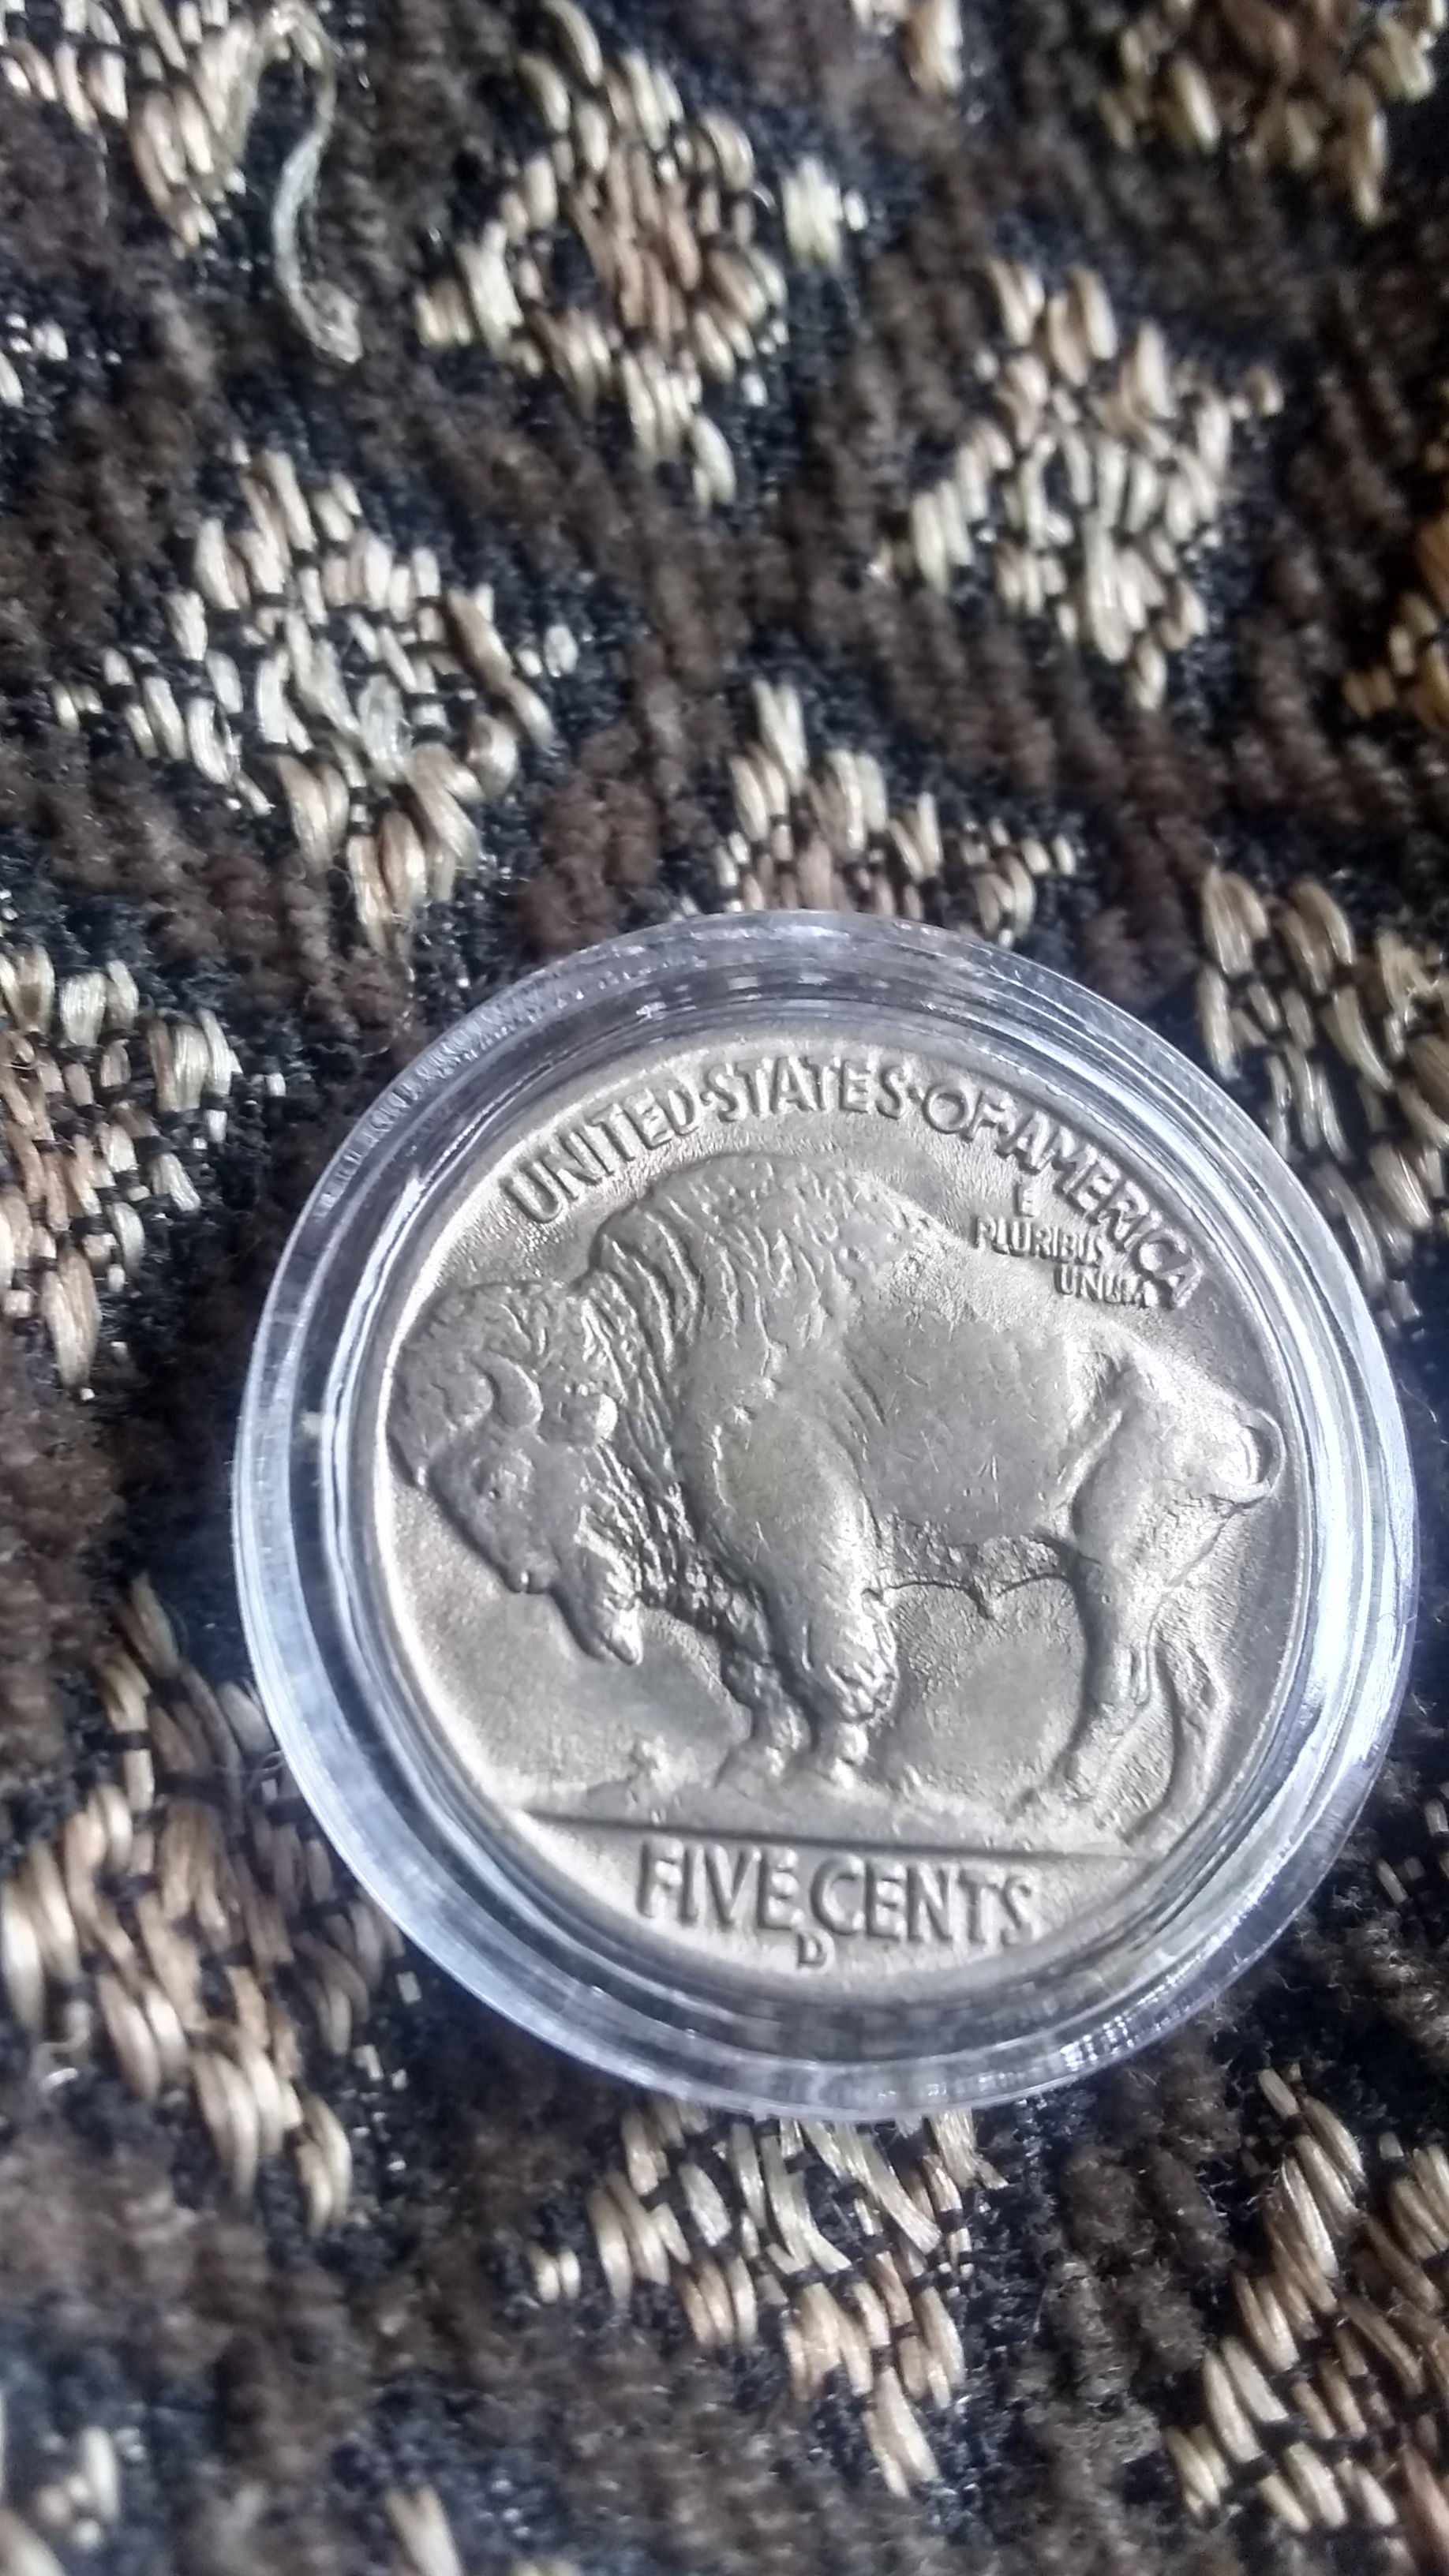 UNITED·STATES·OF·AMERICA
E
PLURIBUS
UNUM
FIVE CENTS
D